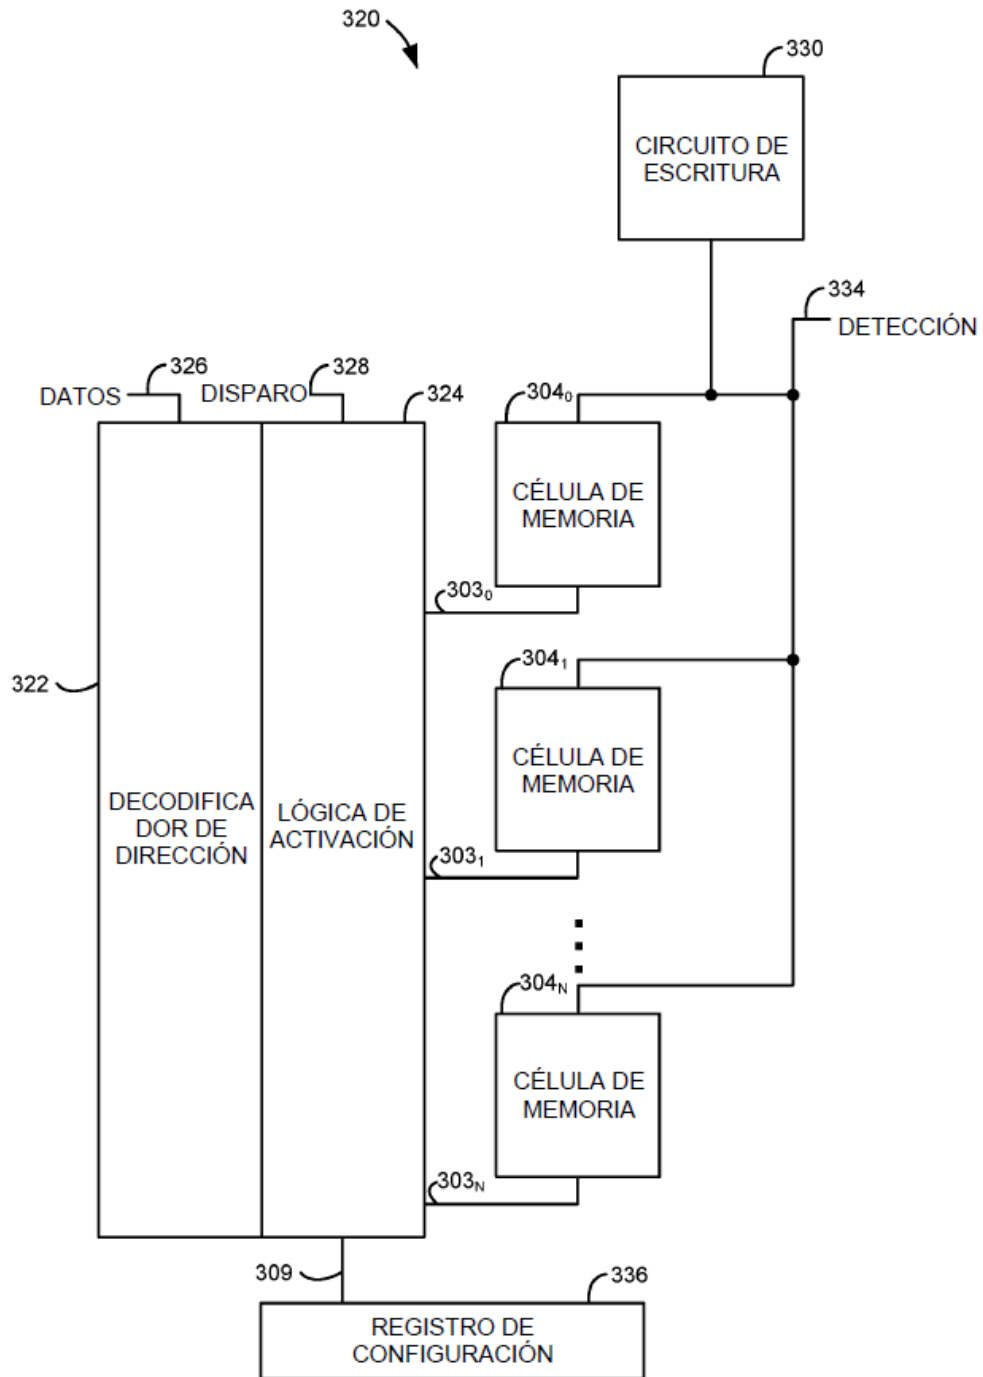 320
330
CIRCUITO DE
ESCRITURA
334
DETECCIÓN
326
DATOS
328
DISPARO
324
304₀
CÉLULA DE
MEMORIA
303₀
304₁
322
CÉLULA DE
MEMORIA
DECODIFICA
DOR DE
DIRECCIÓN
LÓGICA DE
ACTIVACIÓN
303₁
304N
CÉLULA DE
MEMORIA
303N
309
336
REGISTRO DE
CONFIGURACIÓN